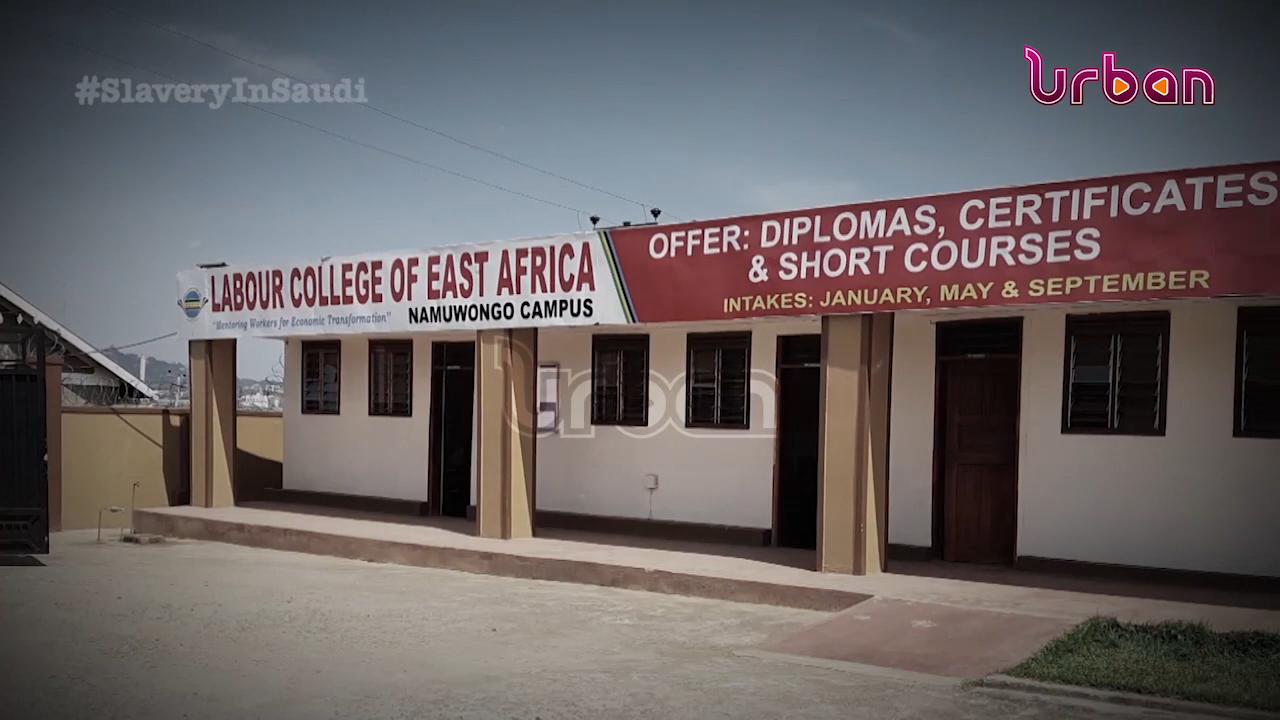 #SlaveryInSaudi
Urban
LABOUR COLLEGE OF EAST AFRICA
"Mentoring Workers for Economic Transformation"
NAMUWONGO CAMPUS
OFFER: DIPLOMAS, CERTIFICATES
& SHORT COURSES
INTAKES: JANUARY, MAY & SEPTEMBER
Urban